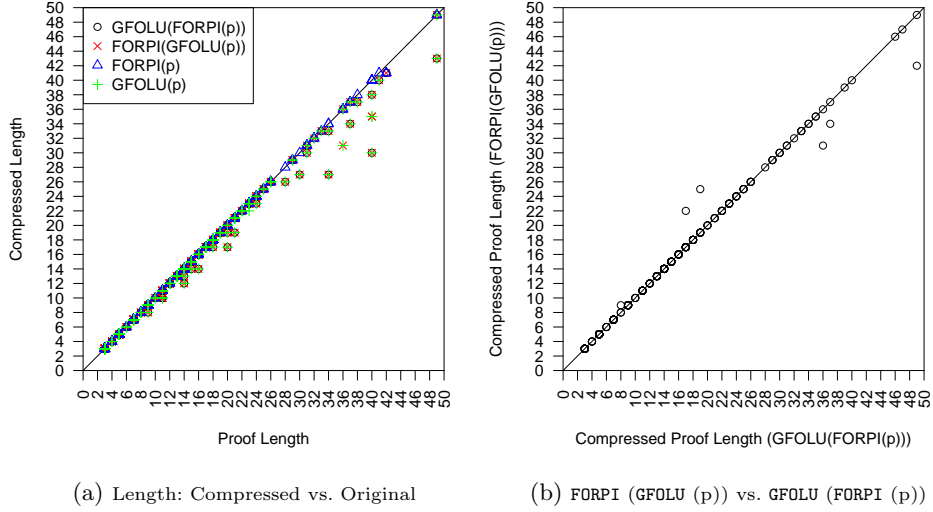 GFOLU(FORPI(p))
FORPI(GFOLU(p))
FORPI(p)
GFOLU(p)
Compressed Length
0 2 4 6 8 10 12 14 16 18 20 22 24 26 28 30 32 34 36 38 40 42 44 46 48 50
0 2 4 6 8 10 12 14 16 18 20 22 24 26 28 30 32 34 36 38 40 42 44 46 48 50
Proof Length
(a) Length: Compressed vs. Original
Compressed Proof Length (FORPI(GFOLU(p)))
0 2 4 6 8 10 12 14 16 18 20 22 24 26 28 30 32 34 36 38 40 42 44 46 48 50
0 2 4 6 8 10 12 14 16 18 20 22 24 26 28 30 32 34 36 38 40 42 44 46 48 50
Compressed Proof Length (GFOLU(FORPI(p)))
(b) FORPI (GFOLU (p)) vs. GFOLU (FORPI (p))